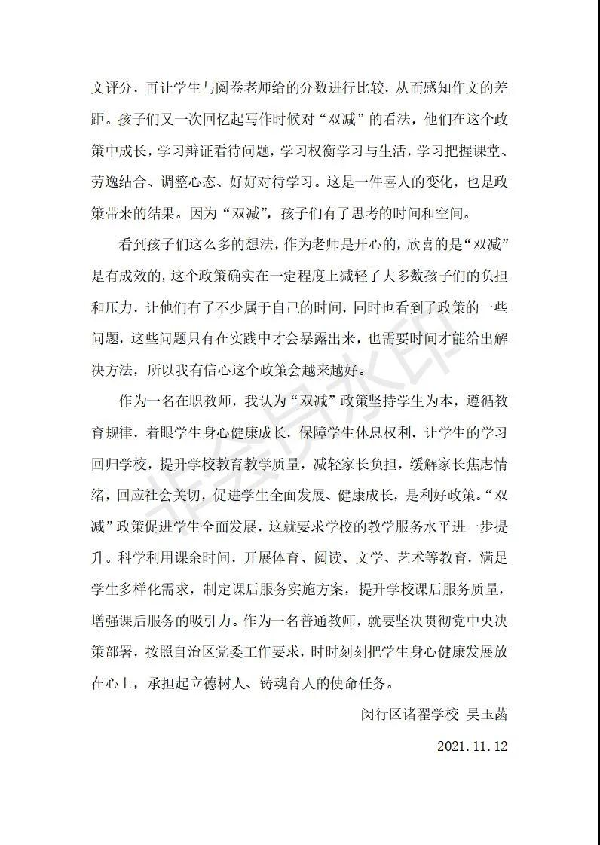 文评分，再让学生与阅卷老师给的分数进行比较，从而感知作文的差
距。孩子们又一次回忆起写作时候对“双减”的看法，他们在这个政
策中成长，学习辩证看待问题，学习权衡学习与生活，学习把握课堂、
劳逸结合、调整心态、好好对待学习。这是一件喜人的变化，也是政
策带来的结果。因为“双减”，孩子们有了思考的时间和空间。
看到孩子们这么多的想法，作为老师是开心的，欣喜的是“双减”
是有成效的，这个政策确实在一定程度上减轻了大多数孩子们的负担
和压力，让他们有了不少属于自己的时间，同时也看到了政策的一些
问题，这些问题只有在实践中才会暴露出来，也需要时间才能给出解
决方法，所以我有信心这个政策会越来越好。
作为一名在职教师，我认为“双减”政策坚持学生为本，遵循教
育规律，着眼学生身心健康成长，保障学生休息权利，让学生的学习
回归学校，提升学校教育教学质量，减轻家长负担，缓解家长焦虑情
绪，回应社会关切，促进学生全面发展、健康成长，是利好政策。“双
减”政策促进学生全面发展，这就要求学校的教学服务水平进一步提
升。科学利用课余时间，开展体育、阅读、文学、艺术等教育，满足
学生多样化需求，制定课后服务实施方案，提升学校课后服务质量，
增强课后服务的吸引力。作为一名普通教师，就要坚决贯彻党中央决
策部署，按照自治区党委工作要求，时时刻刻把学生身心健康发展放
在心上，承担起立德树人、铸魂育人的使命任务。
闵行区诸翟学校 吴玉菡
2021.11.12
非会员水印